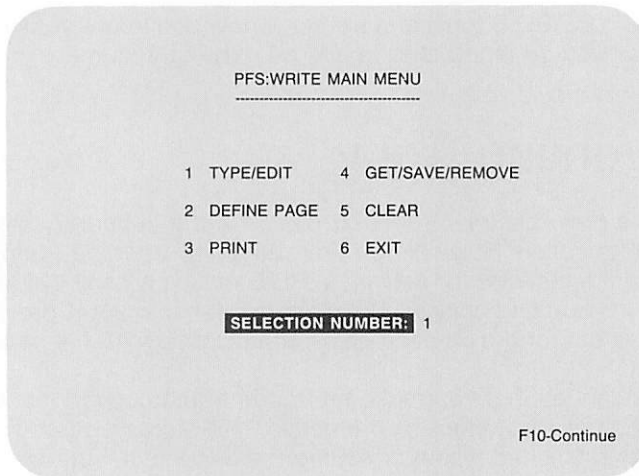 PFS:WRITE MAIN MENU
1 TYPE/EDIT 4 GET/SAVE/REMOVE
2 DEFINE PAGE 5 CLEAR
3 PRINT 6 EXIT
SELECTION NUMBER: 1
F10-Continue